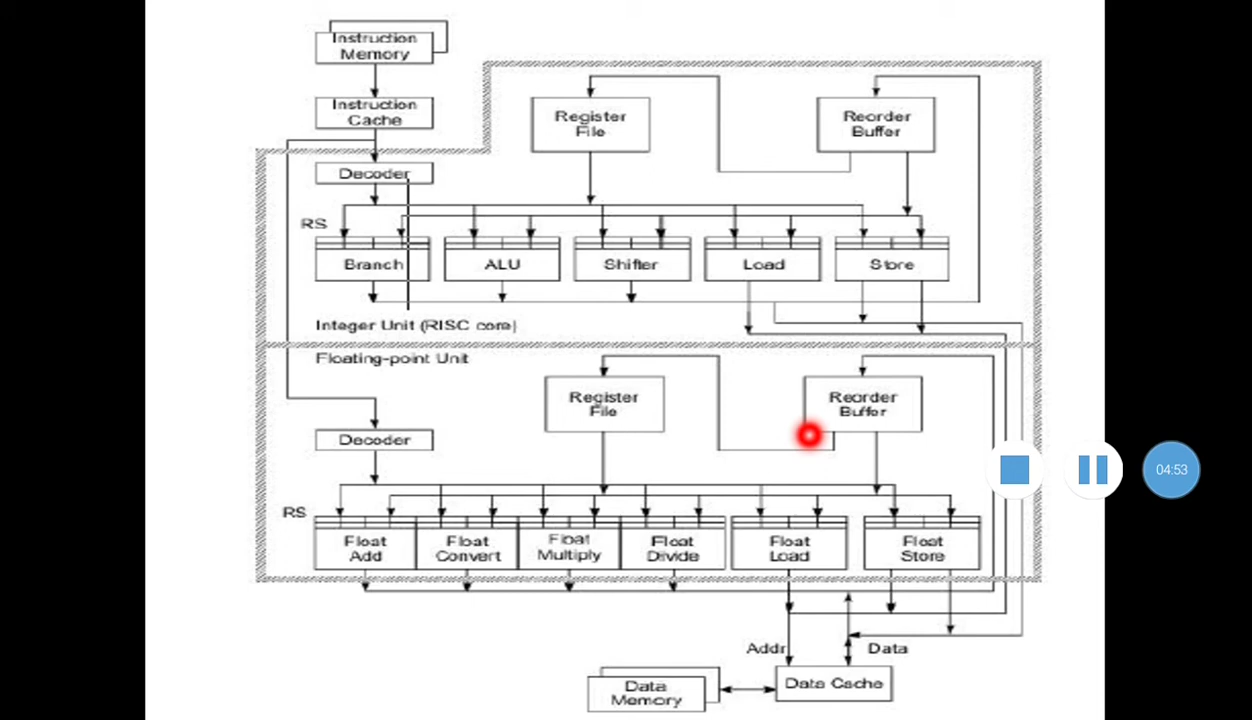 Instruction
Memory
Instruction
Cache
Register
File
Reorder
Buffer
Decoder
RS
Branch
ALU
Shifter
Load
Store
Integer Unit (RISC core)
Floating-point Unit
Register
File
Reorder
Buffer
Decoder
04:53
RS
Float
Add
Float
Convert
Float
Multiply
Float
Divide
Float
Load
Float
Store
Addr
Data
Data
Memory
Data Cache